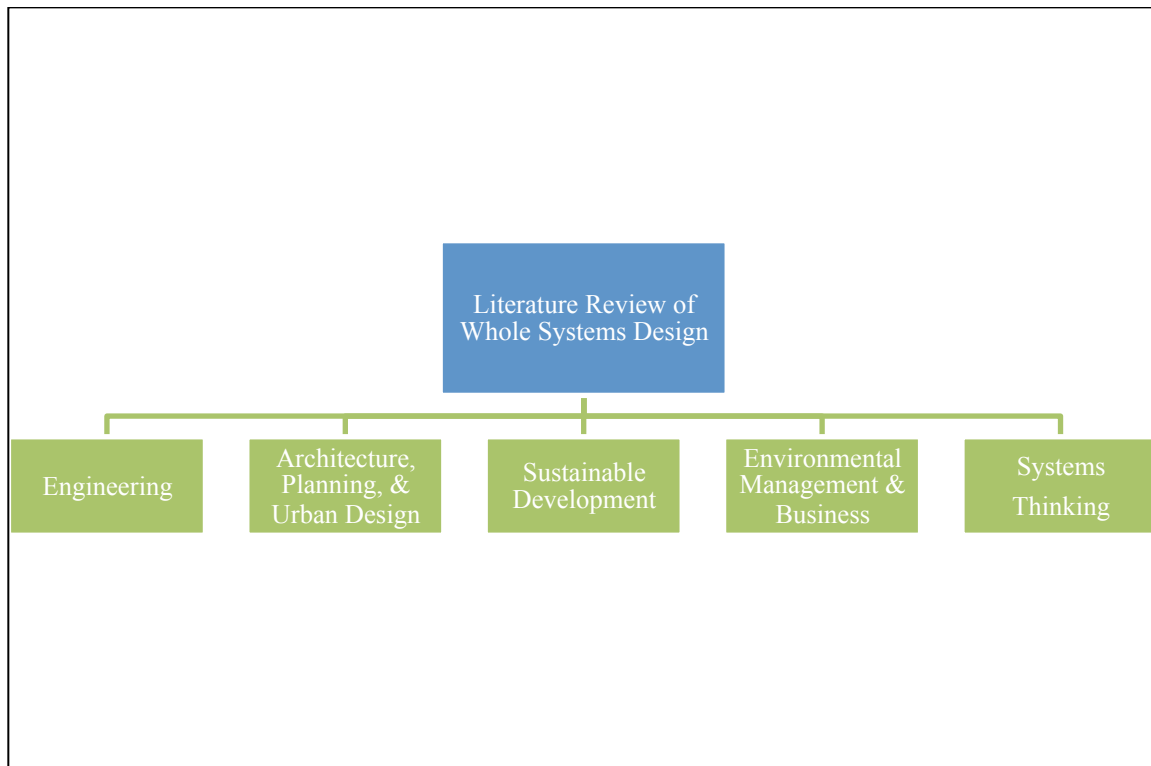 Literature Review of
Whole Systems Design
Engineering
Architecture,
Planning, &
Urban Design
Sustainable
Development
Environmental
Management &
Business
Systems
Thinking